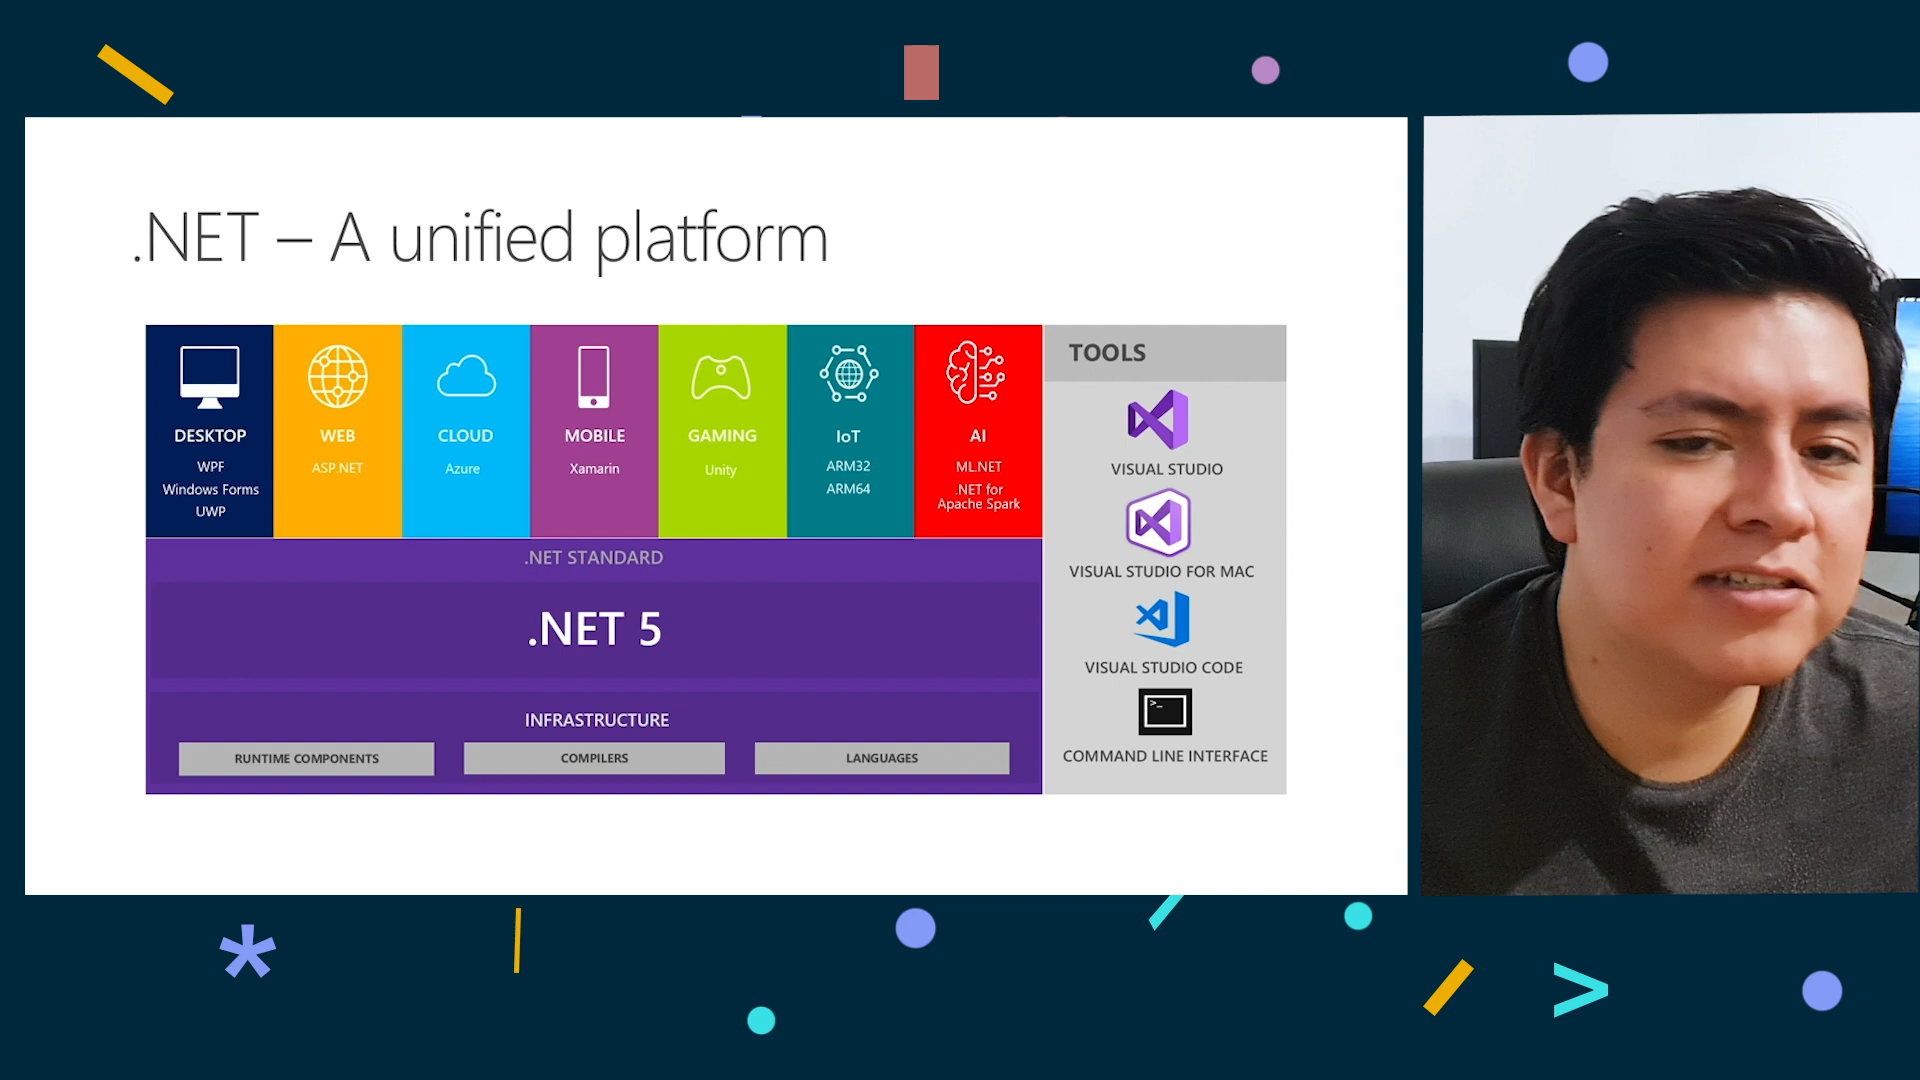 .NET – A unified platform
DESKTOP
WPF
Windows Forms
UWP
WEB
ASP.NET
CLOUD
Azure
MOBILE
Xamarin
GAMING
Unity
IoT
ARM32
ARM64
AI
ML.NET
.NET for
Apache Spark
.NET STANDARD
.NET 5
INFRASTRUCTURE
RUNTIME COMPONENTS
COMPILERS
LANGUAGES
TOOLS
VISUAL STUDIO
VISUAL STUDIO FOR MAC
VISUAL STUDIO CODE
>_
COMMAND LINE INTERFACE
*
>